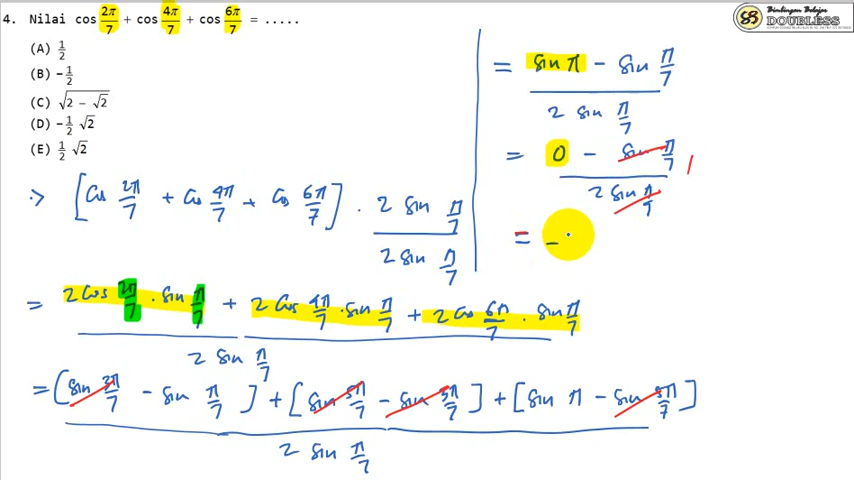 4. Nilai cos 2π/7 + cos 4π/7 + cos 6π/7 = .....
(A) 1/2
(B) −1/2
(C) √(2 − √2)
(D) −1/2 √2
(E) 1/2 √2
Bimbingan Belajar
DOUBLESS
:> [Cos 2π/7 + Cos 4π/7 + Cos 6π/7] . 2 sin π/7 / 2 sin π/7
= 2 Cos 2π/7 . sin π/7 + 2 Cos 4π/7 . sin π/7 + 2 Cos 6π/7 . sin π/7 / 2 sin π/7
= [sin 3π/7 − sin π/7] + [sin 5π/7 − sin 3π/7] + [sin π − sin 5π/7] / 2 sin π/7
= sin π − sin π/7 / 2 sin π/7
= 0 − sin π/7 1 / 2 sin π/7
= −